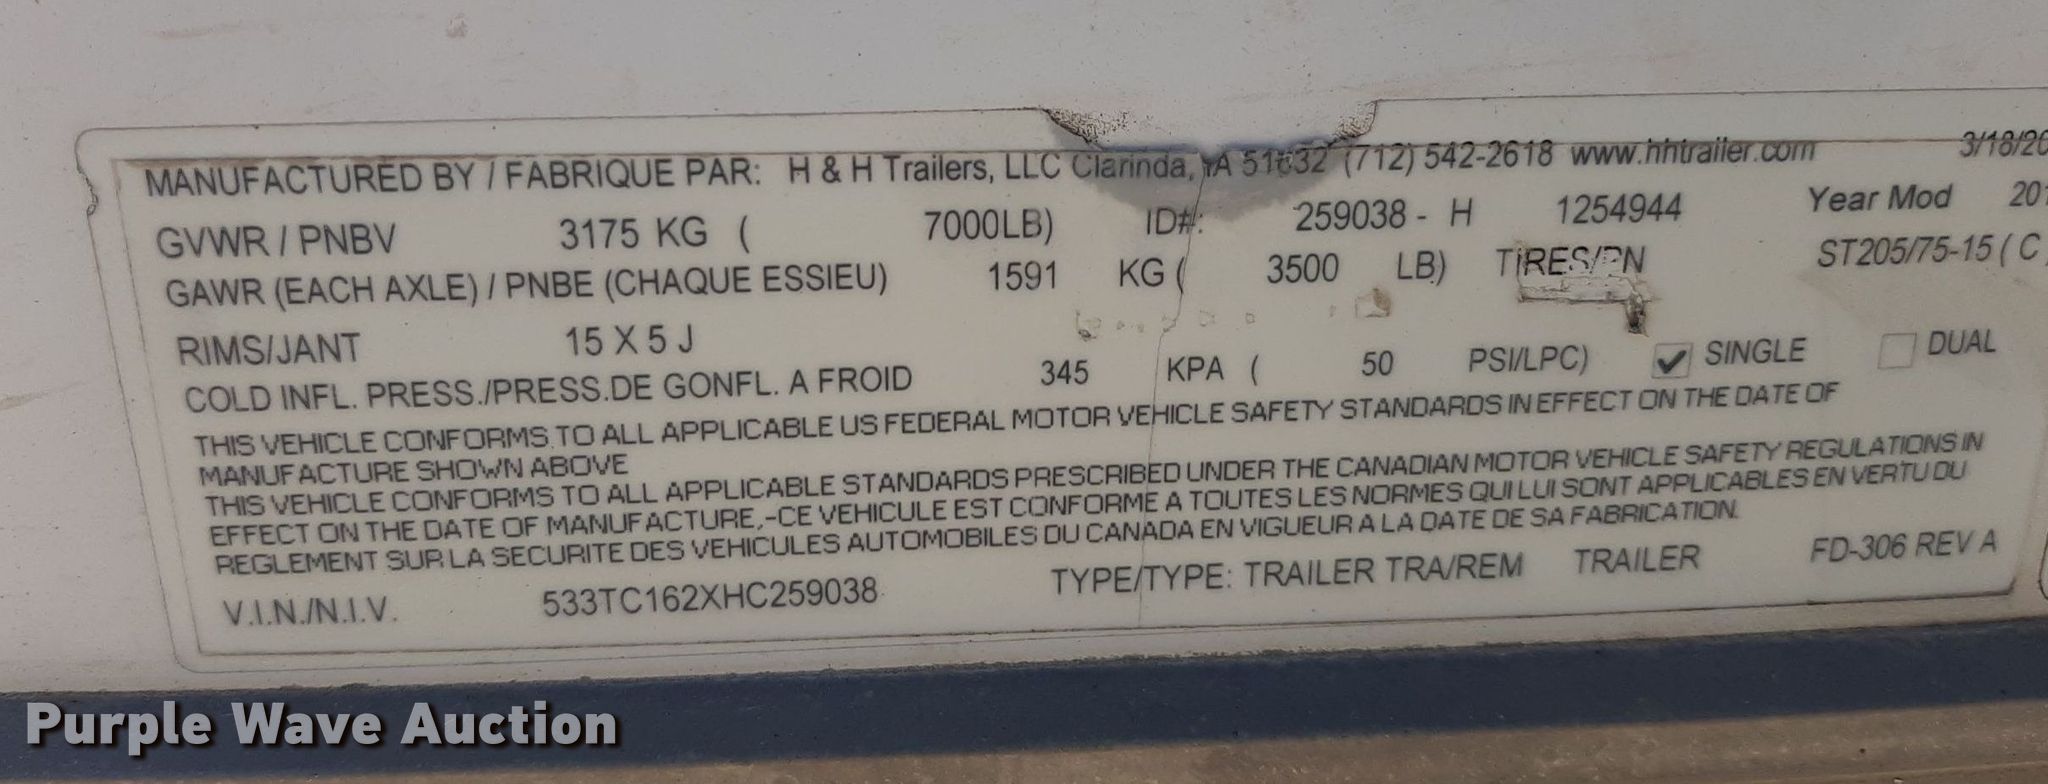 MANUFACTURED BY / FABRIQUE PAR: H & H Trailers, LLC Clarinda, IA 51632 (712) 542-2618 www.hhtrailer.com 3/18/20
GVWR / PNBV 3175 KG ( 7000LB) ID#: 259038 - H 1254944 Year Mod 201
GAWR (EACH AXLE) / PNBE (CHAQUE ESSIEU) 1591 KG ( 3500 LB) TIRES/PN ST205/75-15 ( C )
RIMS/JANT 15 X 5 J
COLD INFL. PRESS./PRESS.DE GONFL. A FROID 345 KPA ( 50 PSI/LPC) SINGLE DUAL
THIS VEHICLE CONFORMS TO ALL APPLICABLE US FEDERAL MOTOR VEHICLE SAFETY STANDARDS IN EFFECT ON THE DATE OF
MANUFACTURE SHOWN ABOVE
THIS VEHICLE CONFORMS TO ALL APPLICABLE STANDARDS PRESCRIBED UNDER THE CANADIAN MOTOR VEHICLE SAFETY REGULATIONS IN
EFFECT ON THE DATE OF MANUFACTURE.-CE VEHICULE EST CONFORME A TOUTES LES NORMES QUI LUI SONT APPLICABLES EN VERTU DU
REGLEMENT SUR LA SECURITE DES VEHICULES AUTOMOBILES DU CANADA EN VIGUEUR A LA DATE DE SA FABRICATION.
V.I.N./N.I.V. 533TC162XHC259038 TYPE/TYPE: TRAILER TRA/REM TRAILER FD-306 REV A
Purple Wave Auction